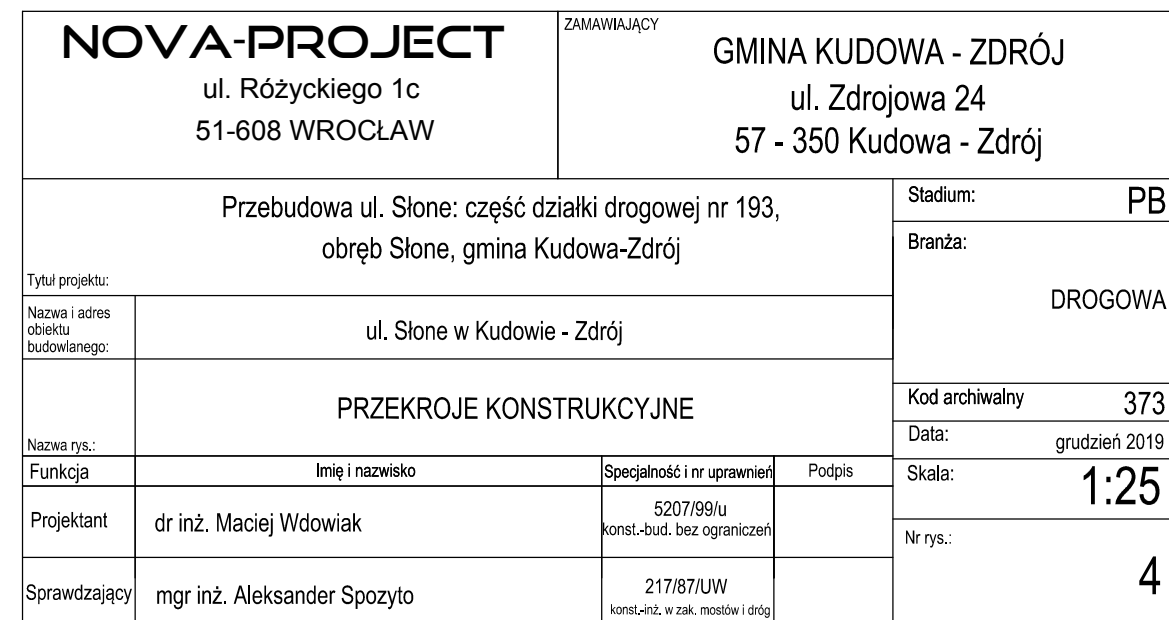 NOVA-PROJECT
ul. Różyckiego 1c
51-608 WROCŁAW
ZAMAWIAJĄCY
GMINA KUDOWA - ZDRÓJ
ul. Zdrojowa 24
57 - 350 Kudowa - Zdrój
Przebudowa ul. Słone: część działki drogowej nr 193,
obręb Słone, gmina Kudowa-Zdrój
Tytuł projektu:
Stadium: PB
Branża:
DROGOWA
Nazwa i adres
obiektu
budowlanego:
ul. Słone w Kudowie - Zdrój
PRZEKROJE KONSTRUKCYJNE
Nazwa rys.:
Kod archiwalny 373
Data: grudzień 2019
Skala: 1:25
Nr rys.:
4
Funkcja Imię i nazwisko Specjalność i nr uprawnień Podpis
Projektant dr inż. Maciej Wdowiak
5207/99/u
konst.-bud. bez ograniczeń
Sprawdzający mgr inż. Aleksander Spozyto
217/87/UW
konst.-inż. w zak. mostów i dróg